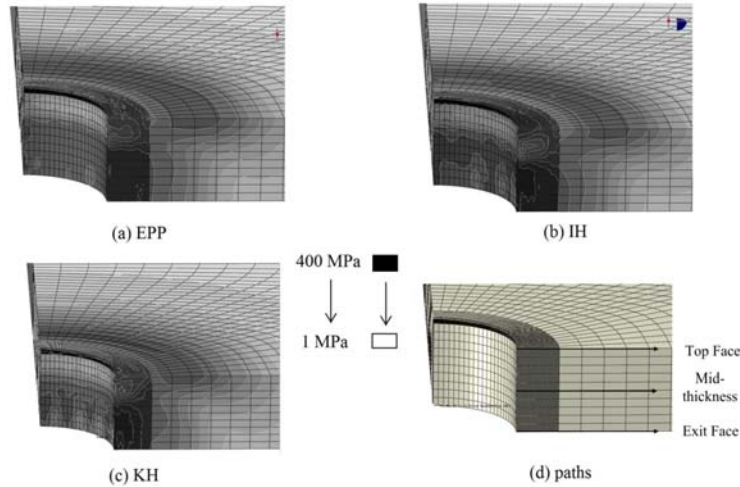 (a) EPP
(b) IH
400 MPa
1 MPa
Top Face
Mid-
thickness
Exit Face
(c) KH
(d) paths